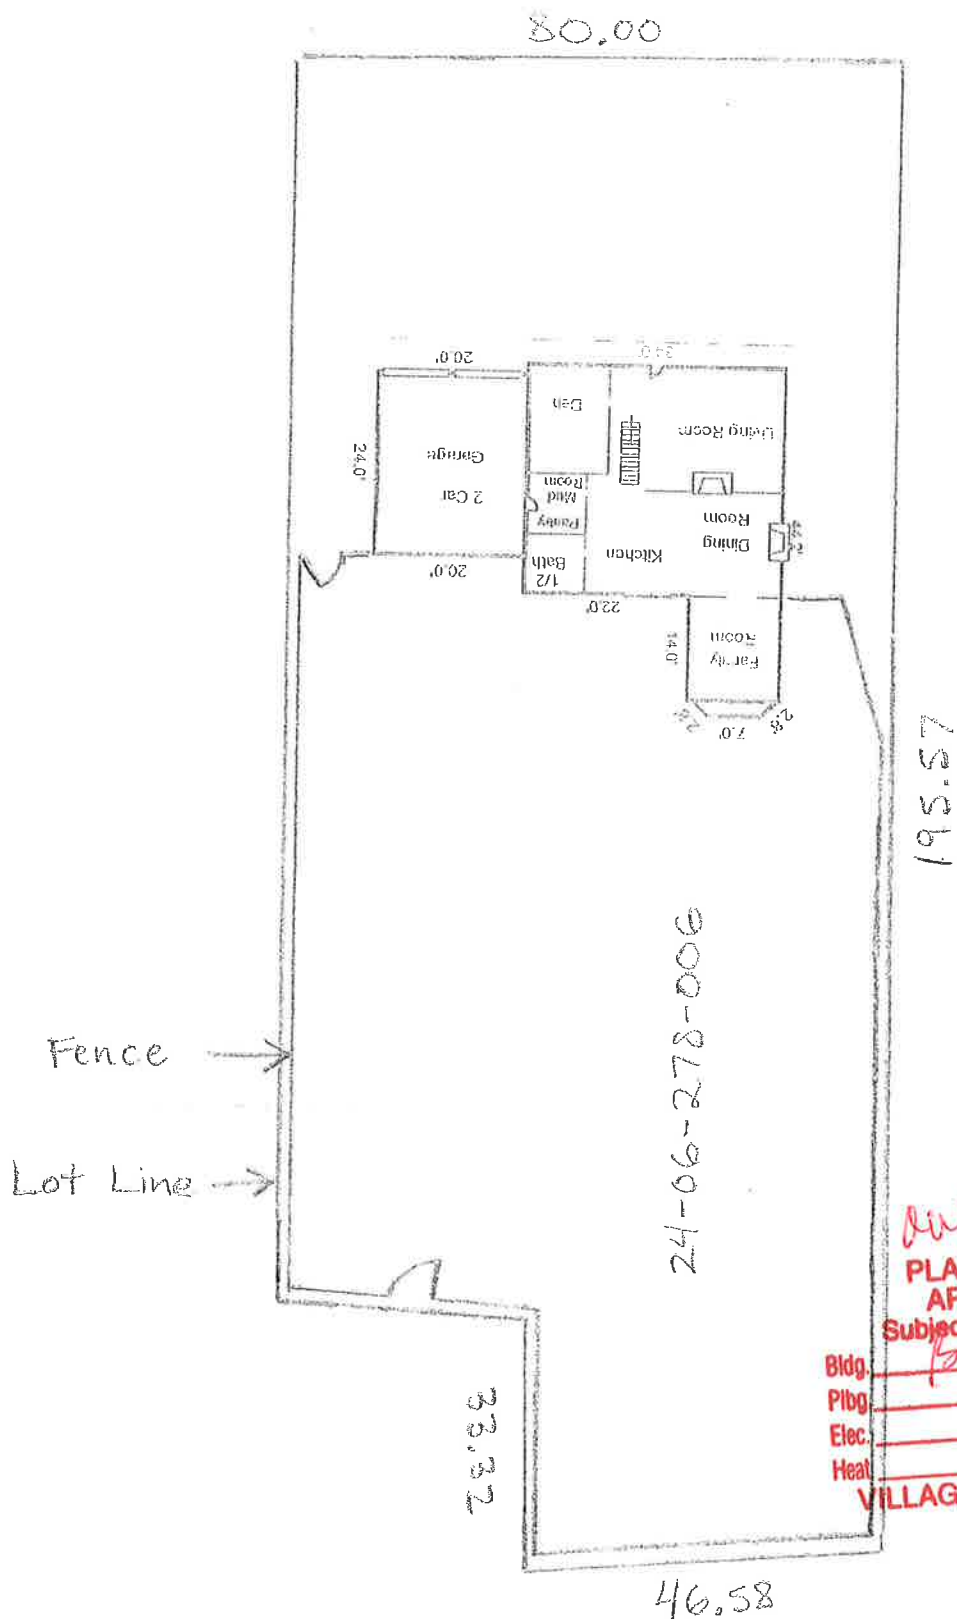 80.00
20.0'
34.0'
24.0'
Den
Living Room
Garage
2 Car
Mud
Room
Pantry
Dining
Room
Kitchen
1/2
Bath
20.0'
22.0'
14.0'
Family
Room
7.0'
2.8'
195.57
24-06-278-006
Fence
Lot Line
33.32
46.58
Bldg.
Plbg
Elec.
Heat